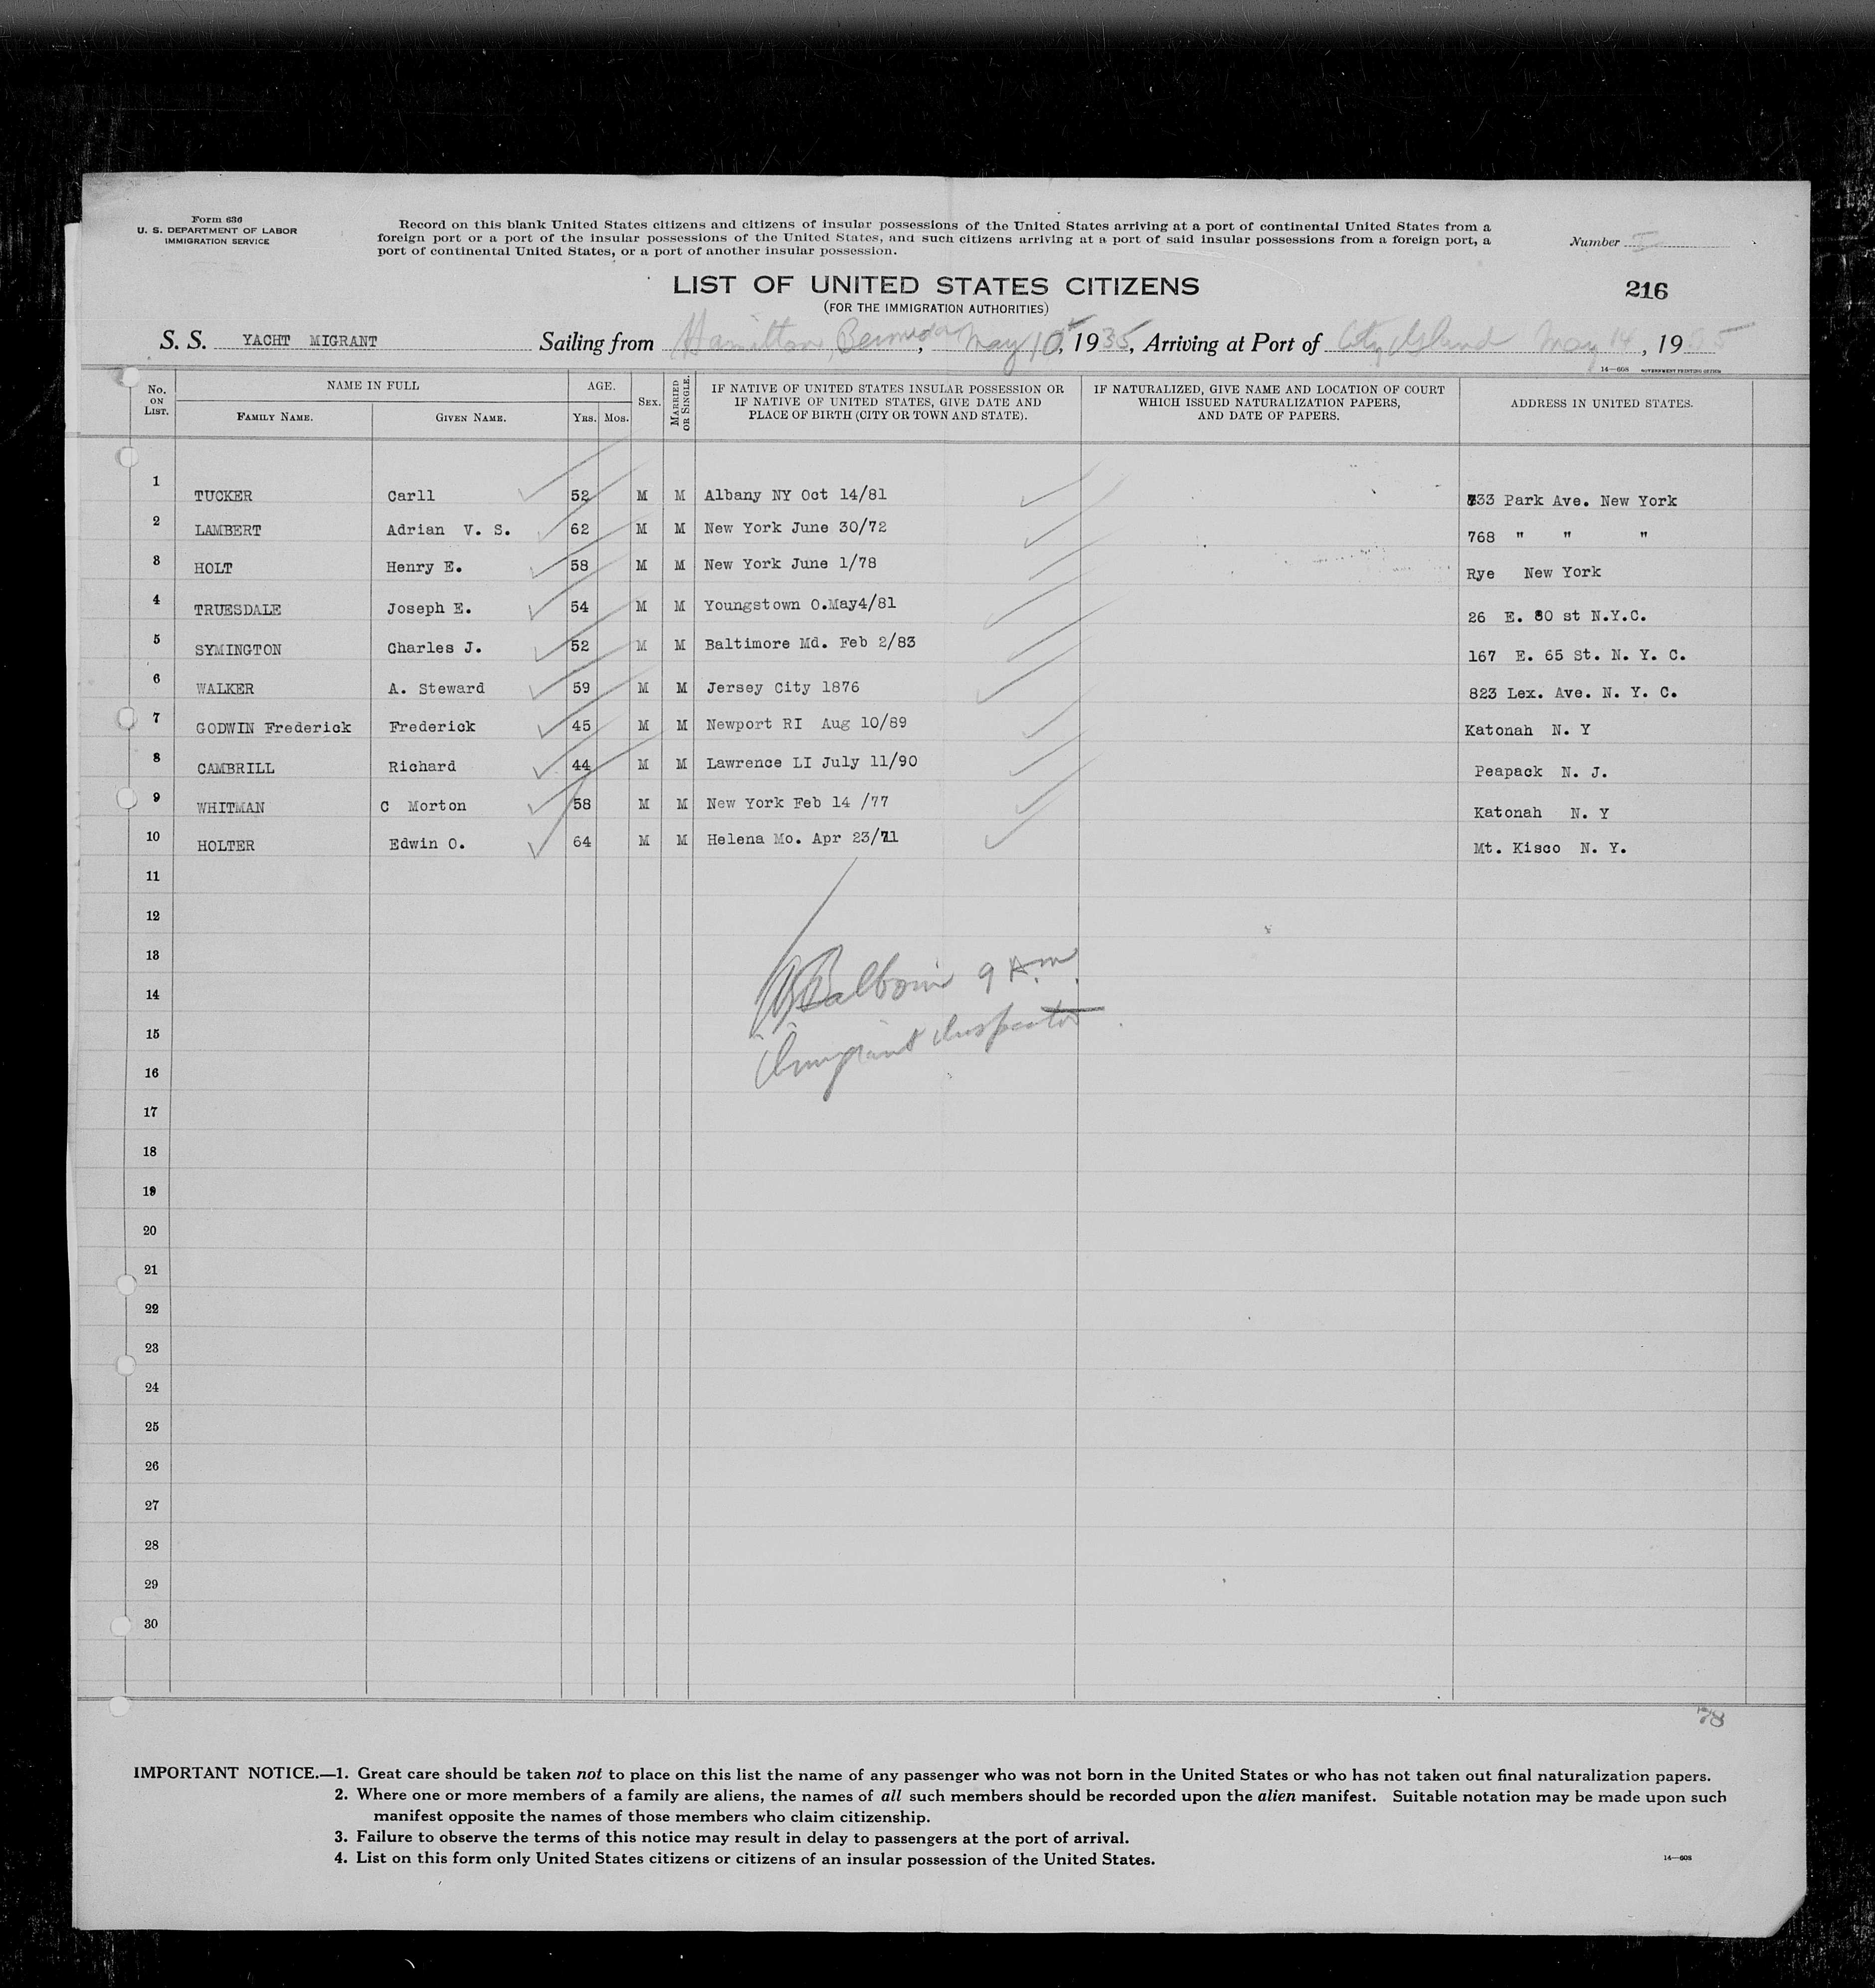 Form 636
U. S. DEPARTMENT OF LABOR
IMMIGRATION SERVICE
Record on this blank United States citizens and citizens of insular possessions of the United States arriving at a port of continental United States from a
foreign port or a port of the insular possessions of the United States, and such citizens arriving at a port of said insular possessions from a foreign port, a
port of continental United States, or a port of another insular possession.
Number I
LIST OF UNITED STATES CITIZENS
(FOR THE IMMIGRATION AUTHORITIES)
216
S. S. YACHT MIGRANT Sailing from Hamilton, Bermuda, May 10th, 1935, Arriving at Port of City Island May 14, 1935
14—608 GOVERNMENT PRINTING OFFICE
No. ON LIST.
NAME IN FULL
FAMILY NAME. GIVEN NAME.
AGE.
YRS. MOS.
SEX.
MARRIED OR SINGLE.
IF NATIVE OF UNITED STATES INSULAR POSSESSION OR
IF NATIVE OF UNITED STATES, GIVE DATE AND
PLACE OF BIRTH (CITY OR TOWN AND STATE).
IF NATURALIZED, GIVE NAME AND LOCATION OF COURT
WHICH ISSUED NATURALIZATION PAPERS,
AND DATE OF PAPERS.
ADDRESS IN UNITED STATES.
1 TUCKER Carll 52 M M Albany NY Oct 14/81 733 Park Ave. New York
2 LAMBERT Adrian V. S. 62 M M New York June 30/72 768 " " "
3 HOLT Henry E. 58 M M New York June 1/78 Rye New York
4 TRUESDALE Joseph E. 54 M M Youngstown O.May4/81 26 E. 80 st N.Y.C.
5 SYMINGTON Charles J. 52 M M Baltimore Md. Feb 2/83 167 E. 65 St. N. Y. C.
6 WALKER A. Steward 59 M M Jersey City 1876 823 Lex. Ave. N. Y. C.
7 GODWIN Frederick Frederick 45 M M Newport RI Aug 10/89 Katonah N. Y
8 CAMBRILL Richard 44 M M Lawrence LI July 11/90 Peapack N. J.
9 WHITMAN C Morton 58 M M New York Feb 14 /77 Katonah N. Y
10 HOLTER Edwin O. 64 M M Helena Mo. Apr 23/71 Mt. Kisco N. Y.
11
12
13
14
9 A.m.
Immigrant Inspector
15
16
17
18
19
20
21
22
23
24
25
26
27
28
29
30
78
IMPORTANT NOTICE.—1. Great care should be taken not to place on this list the name of any passenger who was not born in the United States or who has not taken out final naturalization papers.
2. Where one or more members of a family are aliens, the names of all such members should be recorded upon the alien manifest. Suitable notation may be made upon such
manifest opposite the names of those members who claim citizenship.
3. Failure to observe the terms of this notice may result in delay to passengers at the port of arrival.
4. List on this form only United States citizens or citizens of an insular possession of the United States.
14—608